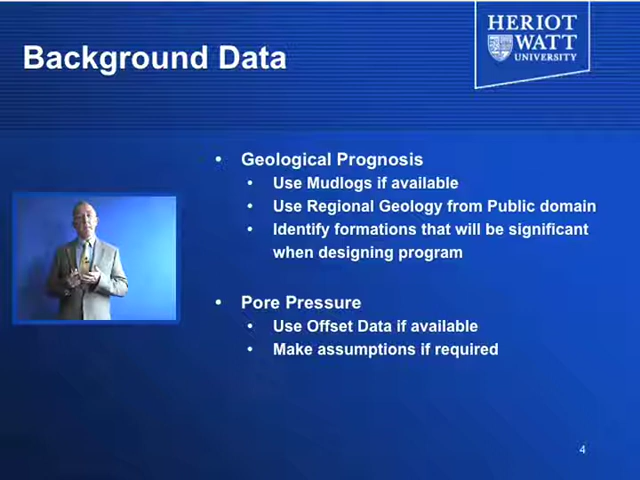 Background Data
HERIOT
WATT
UNIVERSITY
• Geological Prognosis
• Use Mudlogs if available
• Use Regional Geology from Public domain
• Identify formations that will be significant
when designing program
• Pore Pressure
• Use Offset Data if available
• Make assumptions if required
4